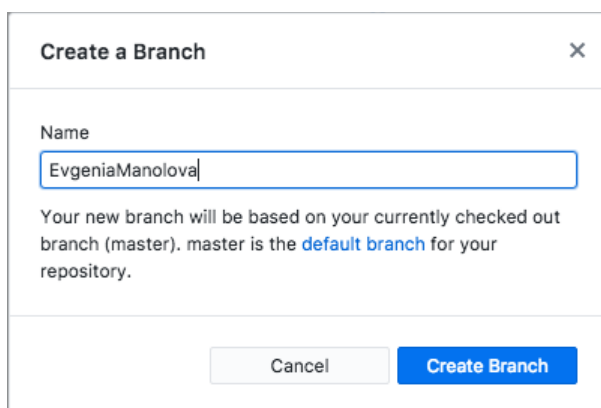 Create a Branch
Name
EvgeniaManolova
Your new branch will be based on your currently checked out
branch (master). master is the default branch for your
repository.
Cancel
Create Branch